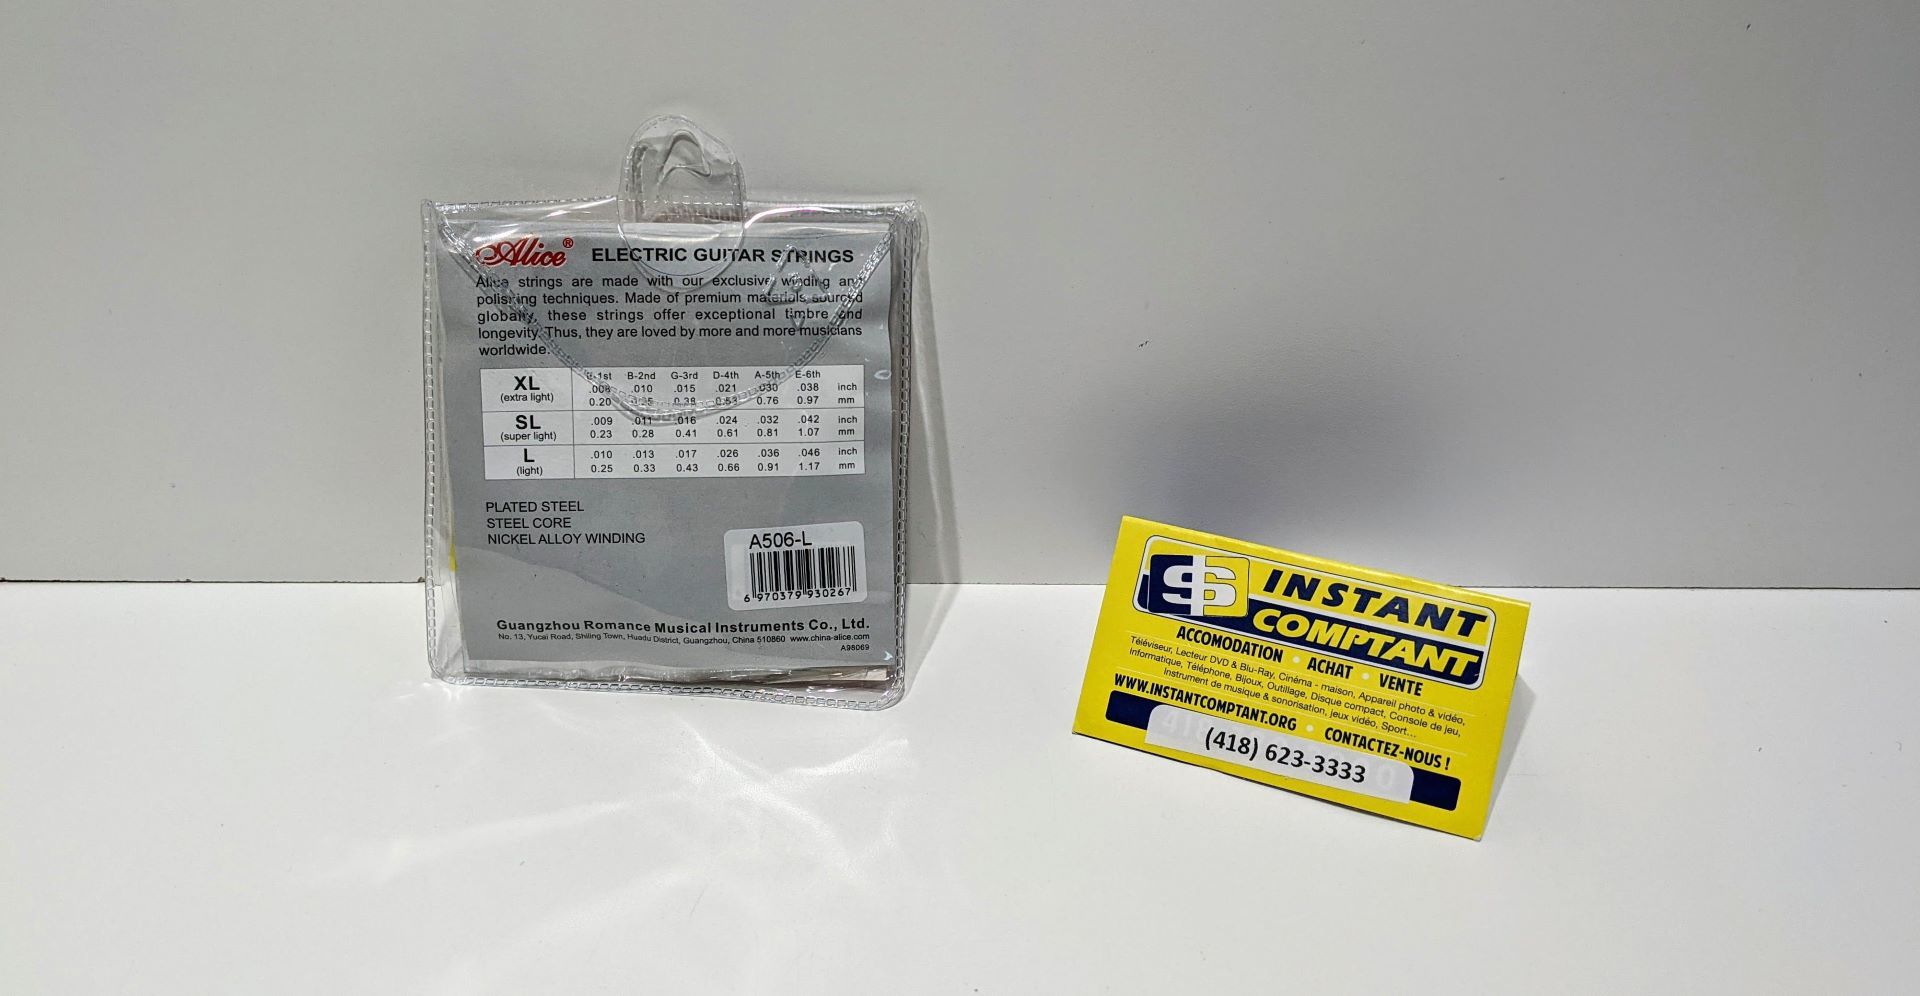 Alice® ELECTRIC GUITAR STRINGS
Alice strings are made with our exclusive winding and
polishing techniques. Made of premium materials sourced
globally, these strings offer exceptional timbre and
longevity. Thus, they are loved by more and more musicians
worldwide.
E-1st B-2nd G-3rd D-4th A-5th E-6th
XL .008 .010 .015 .021 .030 .038 inch
(extra light) 0.20 0.25 0.38 0.53 0.76 0.97 mm
SL .009 .011 .016 .024 .032 .042 inch
(super light) 0.23 0.28 0.41 0.61 0.81 1.07 mm
L .010 .013 .017 .026 .036 .046 inch
(light) 0.25 0.33 0.43 0.66 0.91 1.17 mm
PLATED STEEL
STEEL CORE
NICKEL ALLOY WINDING
A506-L
6 970379 930267
Guangzhou Romance Musical Instruments Co., Ltd.
No. 13, Yucai Road, Shiling Town, Huadu District, Guangzhou, China 510860 www.china-alice.com
A98069
INSTANT
COMPTANT
ACCOMODATION • ACHAT • VENTE
Téléviseur, Lecteur DVD & Blu-Ray, Cinéma - maison, Appareil photo & vidéo,
Informatique, Téléphone, Bijoux, Outillage, Disque compact, Console de jeu,
instrument de musique & sonorisation, jeux vidéo, Sport...
WWW.INSTANTCOMPTANT.ORG • CONTACTEZ-NOUS !
(418) 623-3333